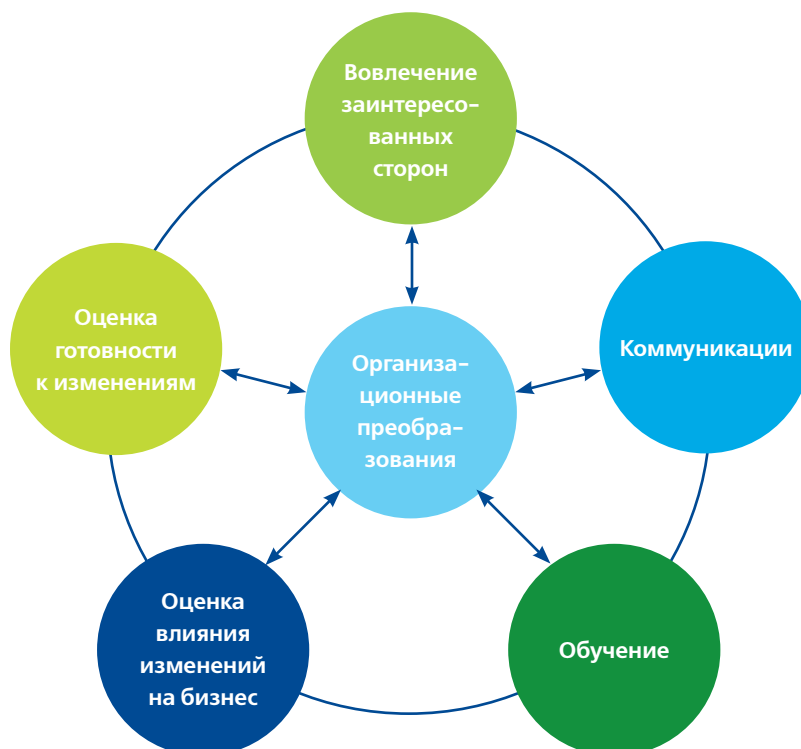 Вовлечение
заинтересо-
ванных
сторон
Коммуникации
Оценка
готовности
к изменениям
Организа-
ционные
преобра-
зования
Оценка
влияния
изменений
на бизнес
Обучение